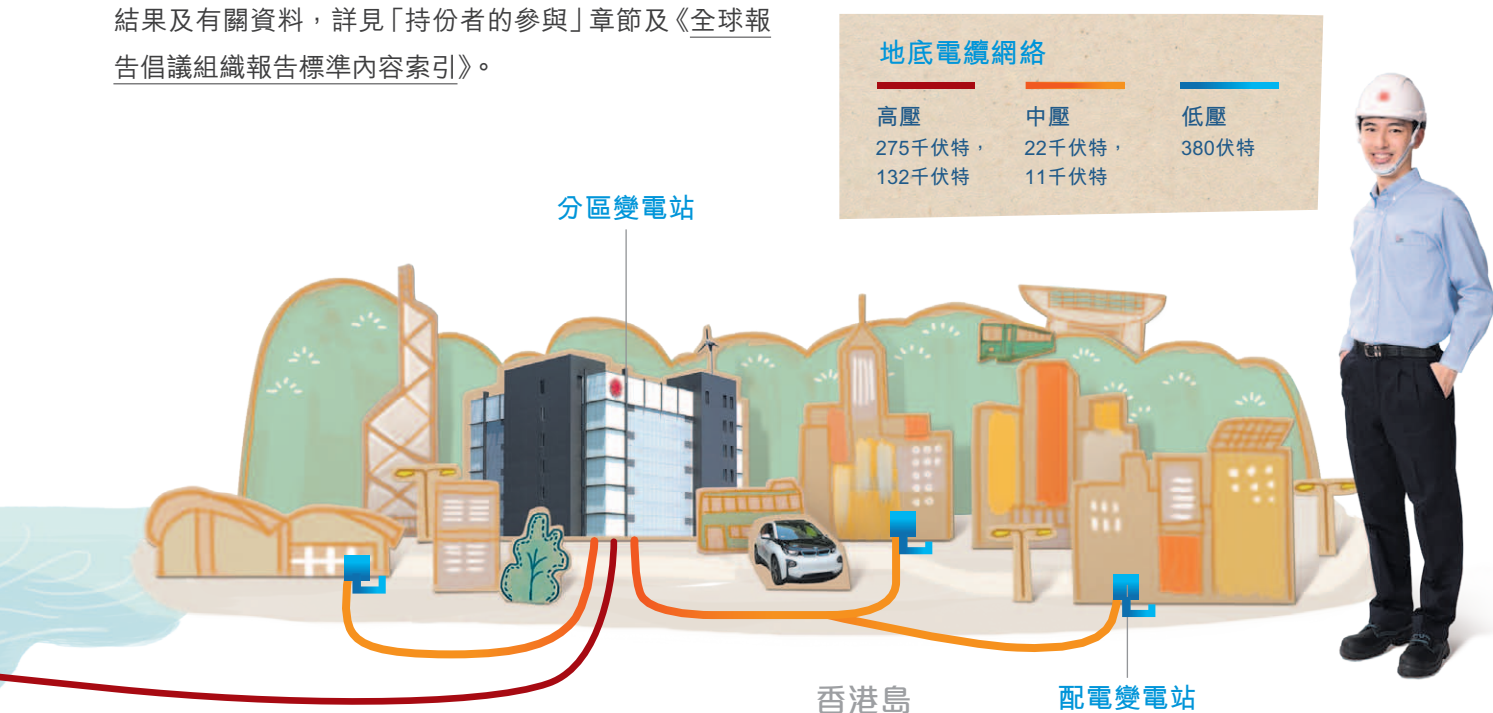 結果及有關資料，詳見「持份者的參與」章節及《全球報
告倡議組織報告標準內容索引》。
地底電纜網絡
高壓
275千伏特，
132千伏特
中壓
22千伏特，
11千伏特
低壓
380伏特
分區變電站
香港島
配電變電站